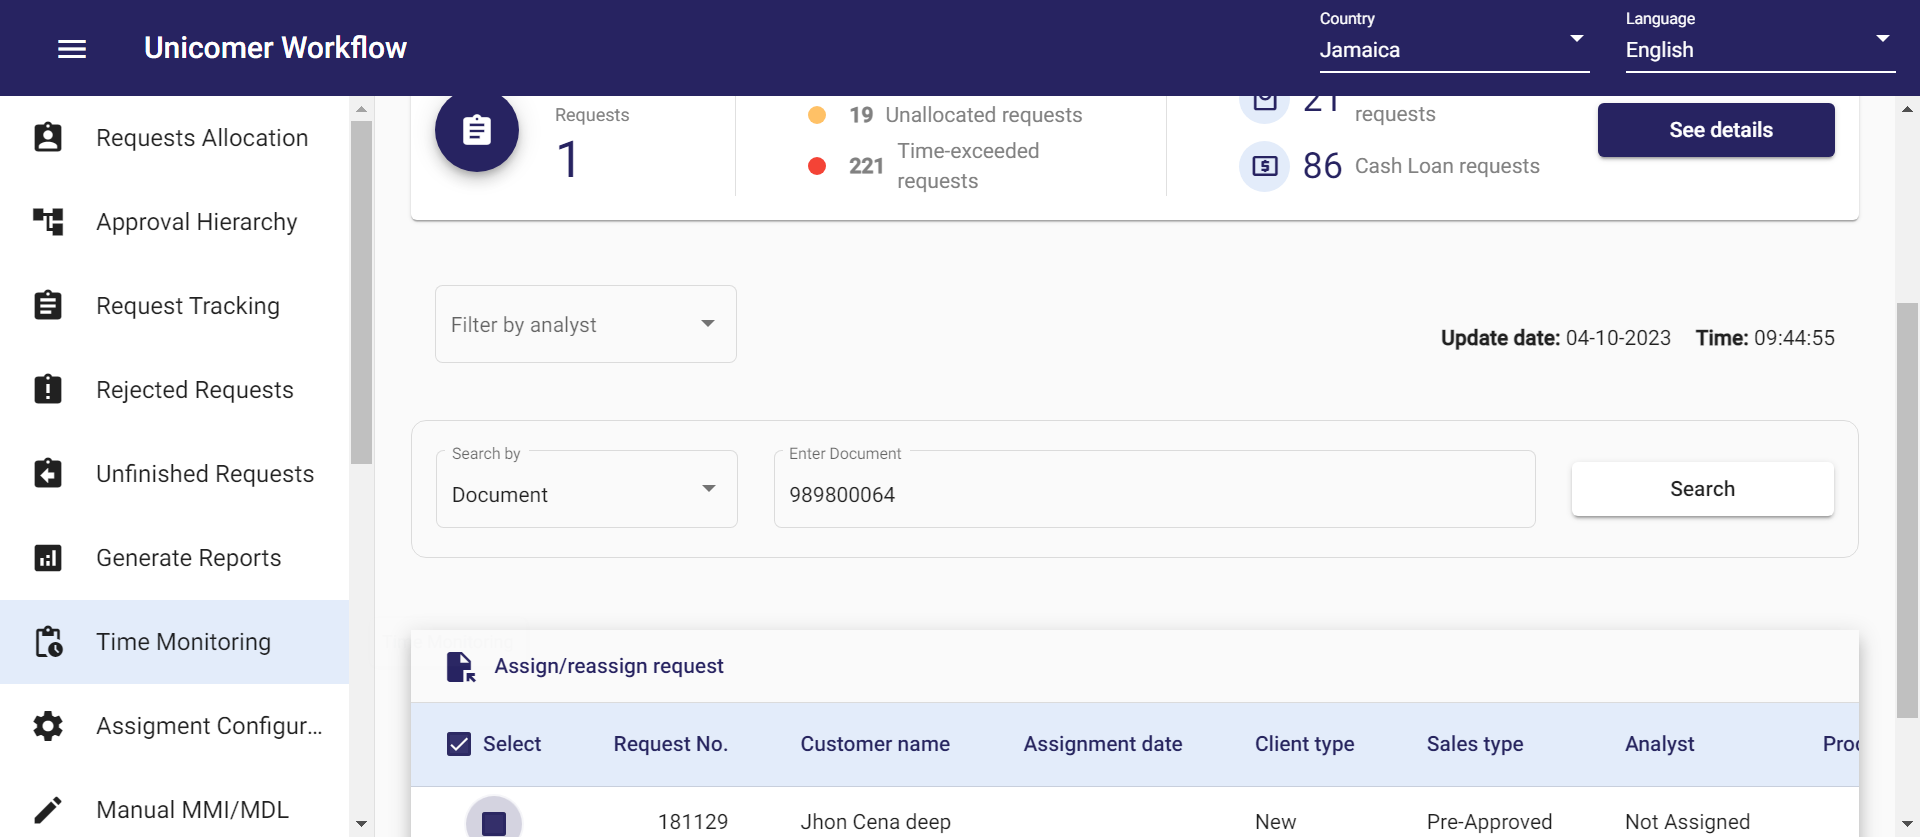 Unicomer Workflow
Country
Jamaica
Language
English
Requests Allocation
Approval Hierarchy
Request Tracking
Rejected Requests
Unfinished Requests
Generate Reports
Time Monitoring
Assigment Configur...
Manual MMI/MDL
Requests
1
19 Unallocated requests
221 Time-exceeded
requests
21 requests
86 Cash Loan requests
See details
Filter by analyst
Update date: 04-10-2023 Time: 09:44:55
Search by
Document
Enter Document
989800064
Search
Assign/reassign request
Select Request No. Customer name Assignment date Client type Sales type Analyst
181129 Jhon Cena deep New Pre-Approved Not Assigned